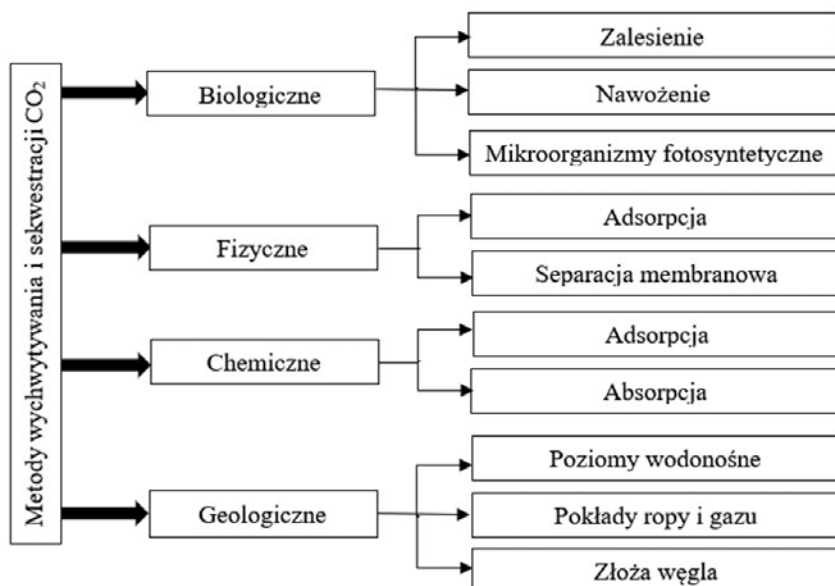 Metody wychwytywania i sekwestracji CO₂
Biologiczne
Zalesienie
Nawożenie
Mikroorganizmy fotosyntetyczne
Fizyczne
Adsorpcja
Separacja membranowa
Chemiczne
Adsorpcja
Absorpcja
Geologiczne
Poziomy wodonośne
Pokłady ropy i gazu
Złoża węgla